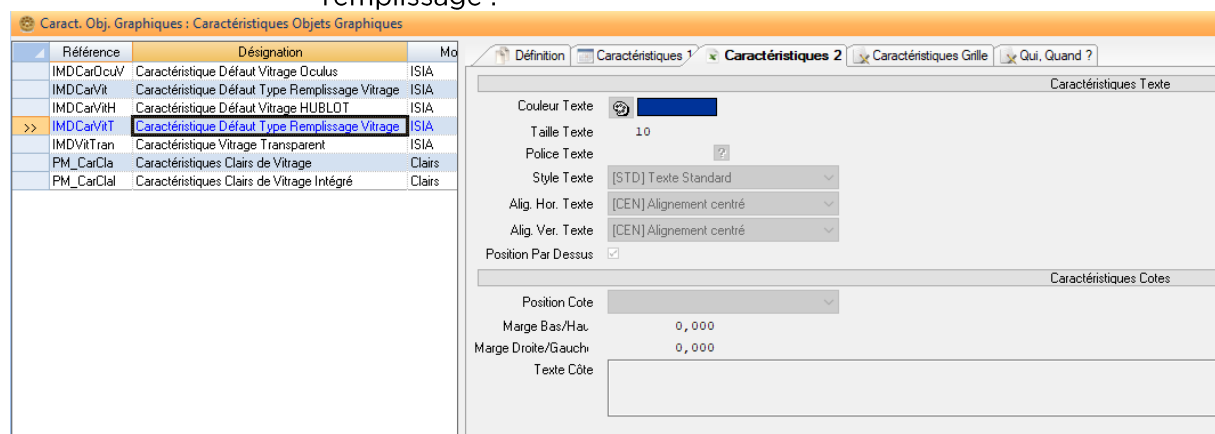 remplissage :
Caract. Obj. Graphiques : Caractéristiques Objets Graphiques
Référence Désignation Mo
IMDCarOcuV Caractéristique Défaut Vitrage Oculus ISIA
IMDCarVit Caractéristique Défaut Type Remplissage Vitrage ISIA
IMDCarVitH Caractéristique Défaut Vitrage HUBLOT ISIA
>> IMDCarVitT Caractéristique Défaut Type Remplissage Vitrage ISIA
IMDVitTran Caractéristique Vitrage Transparent ISIA
PM_CarCla Caractéristiques Clairs de Vitrage Clairs
PM_CarClaI Caractéristiques Clairs de Vitrage Intégré Clairs
Définition Caractéristiques 1 Caractéristiques 2 Caractéristiques Grille Qui, Quand ?
Caractéristiques Texte
Couleur Texte
Taille Texte 10
Police Texte ?
Style Texte [STD] Texte Standard
Alig. Hor. Texte [CEN] Alignement centré
Alig. Ver. Texte [CEN] Alignement centré
Position Par Dessus
Caractéristiques Cotes
Position Cote
Marge Bas/Hau 0,000
Marge Droite/Gauch 0,000
Texte Côte